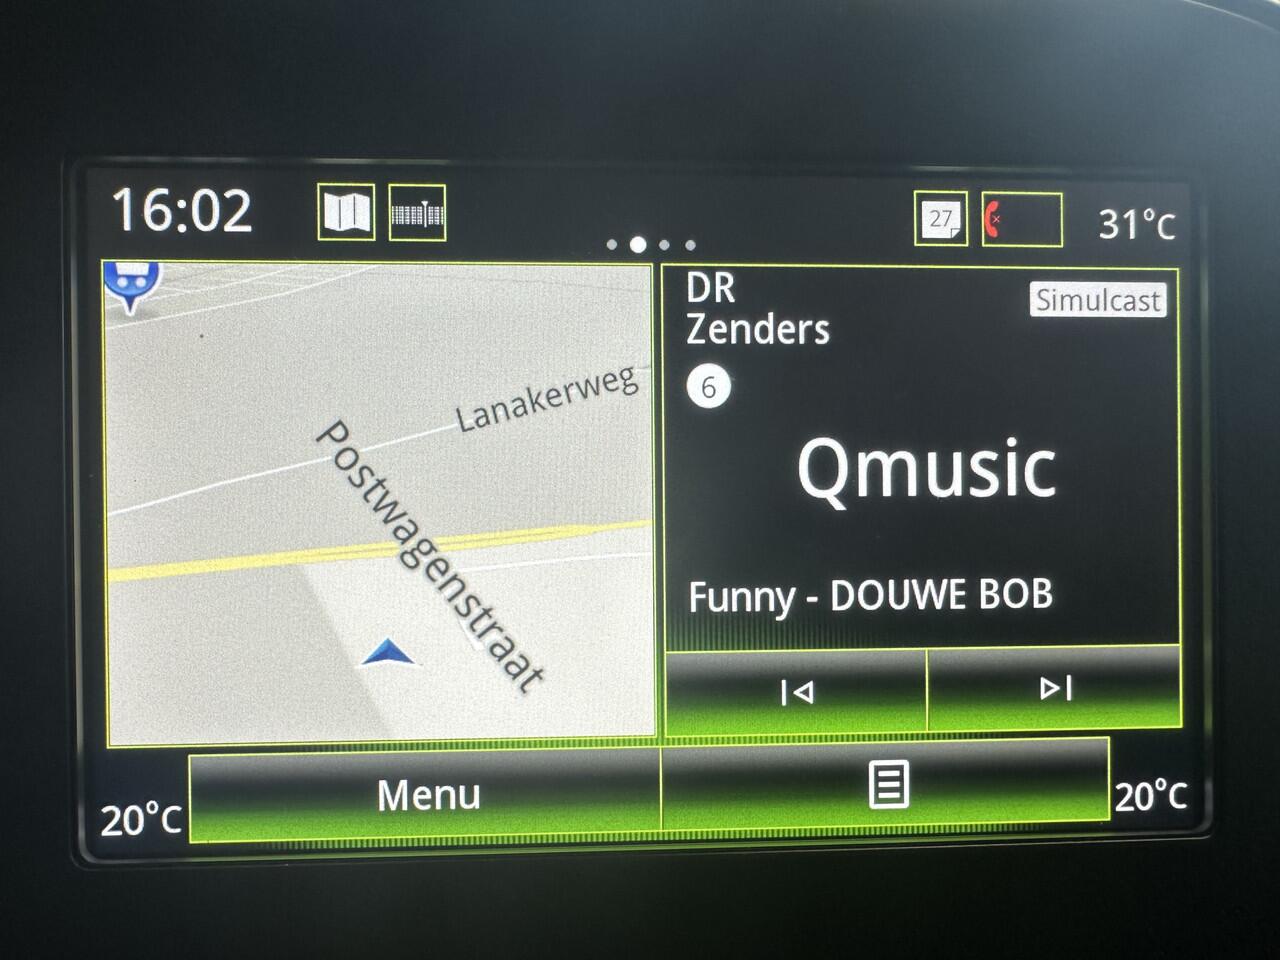 16:02
27
31°C
DR
Zenders
Simulcast
6
Lanakerweg
Postwagenstraat
Qmusic
Funny - DOUWE BOB
20°C
Menu
20°C